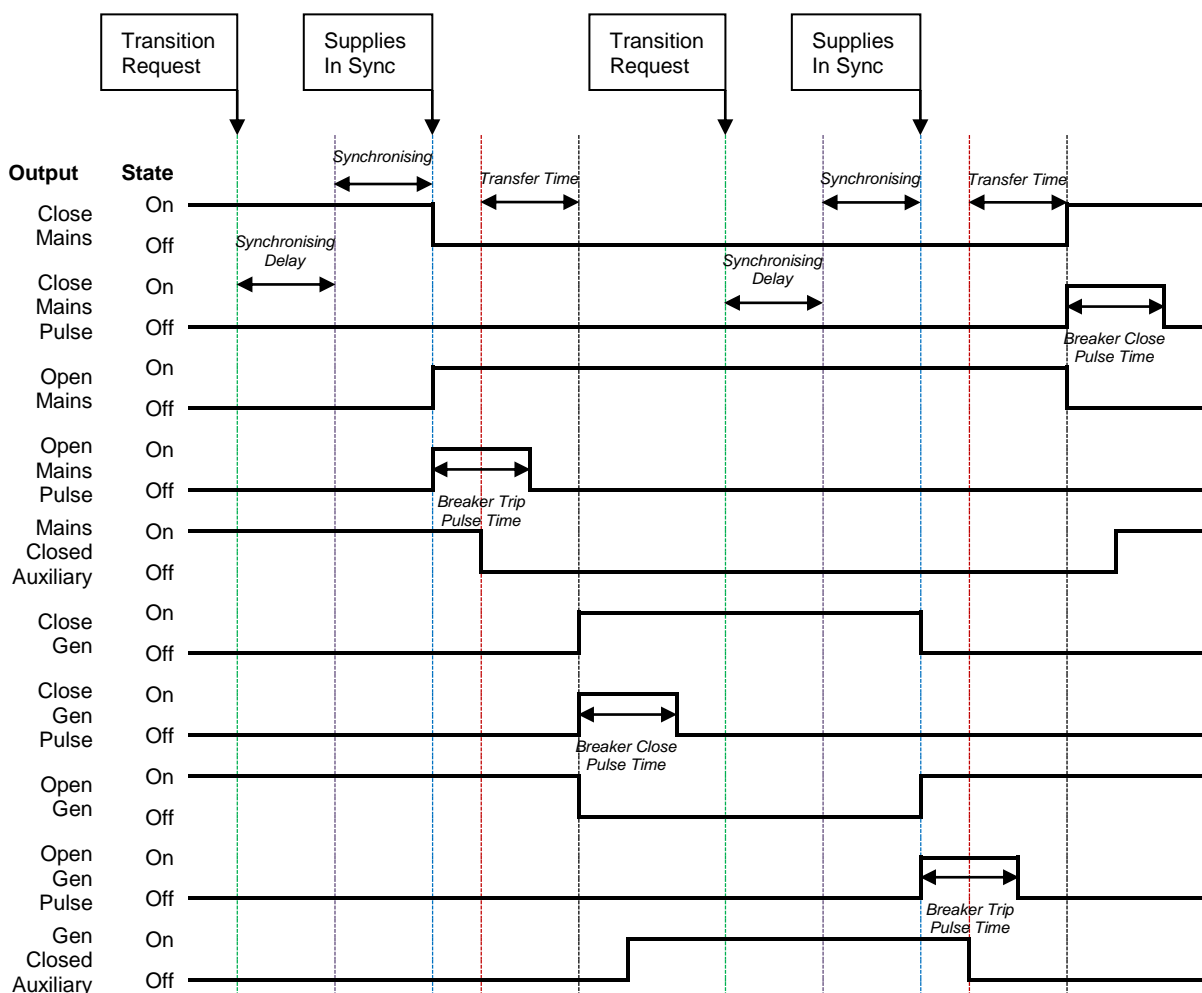 Transition
Request
Supplies
In Sync
Transition
Request
Supplies
In Sync
Output
State
Synchronising
Transfer Time
Synchronising
Transfer Time
Close
Mains
On
Off
Synchronising
Delay
Synchronising
Delay
Close
Mains
Pulse
On
Off
Breaker Close
Pulse Time
Open
Mains
On
Off
Open
Mains
Pulse
On
Off
Breaker Trip
Pulse Time
Mains
Closed
Auxiliary
On
Off
Close
Gen
On
Off
Close
Gen
Pulse
On
Off
Breaker Close
Pulse Time
Open
Gen
On
Off
Open
Gen
Pulse
On
Off
Breaker Trip
Pulse Time
Gen
Closed
Auxiliary
On
Off